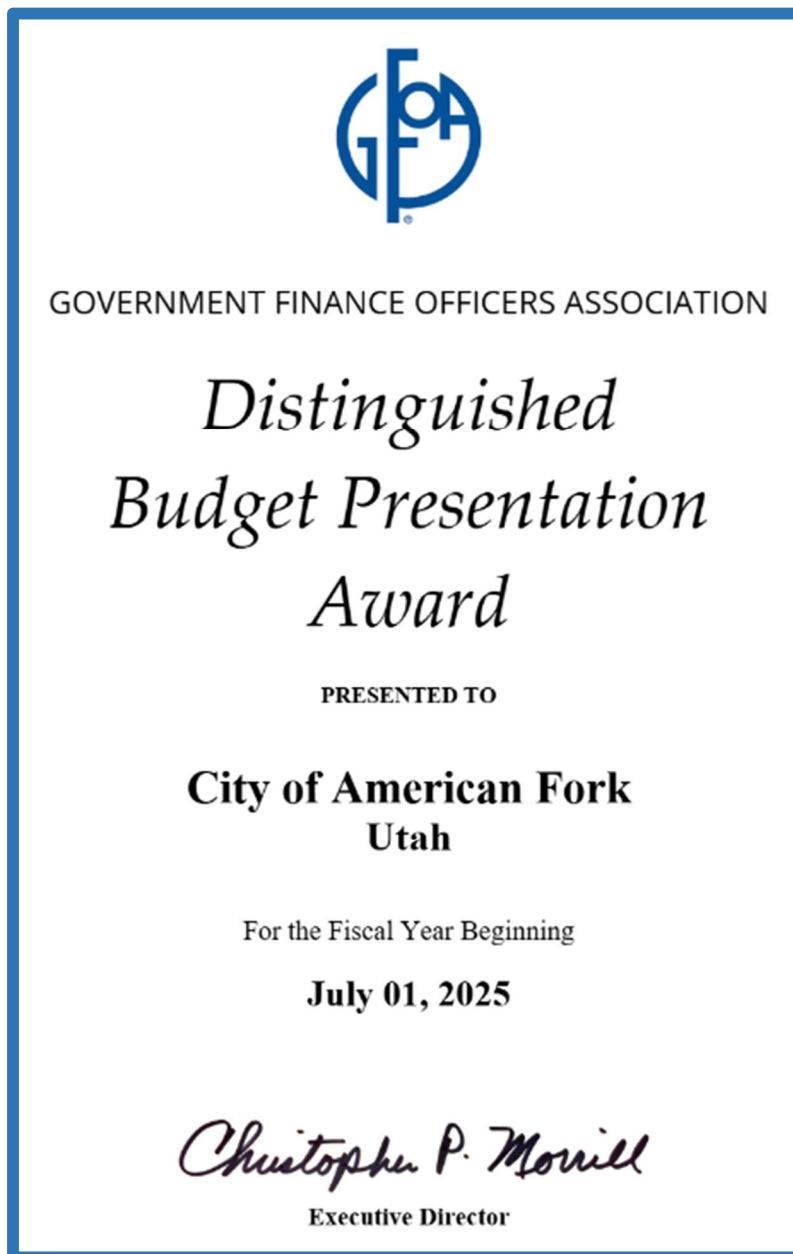 GFOA
®
GOVERNMENT FINANCE OFFICERS ASSOCIATION
Distinguished
Budget Presentation
Award
PRESENTED TO
City of American Fork
Utah
For the Fiscal Year Beginning
July 01, 2025
Christopher P. Morrill
Executive Director